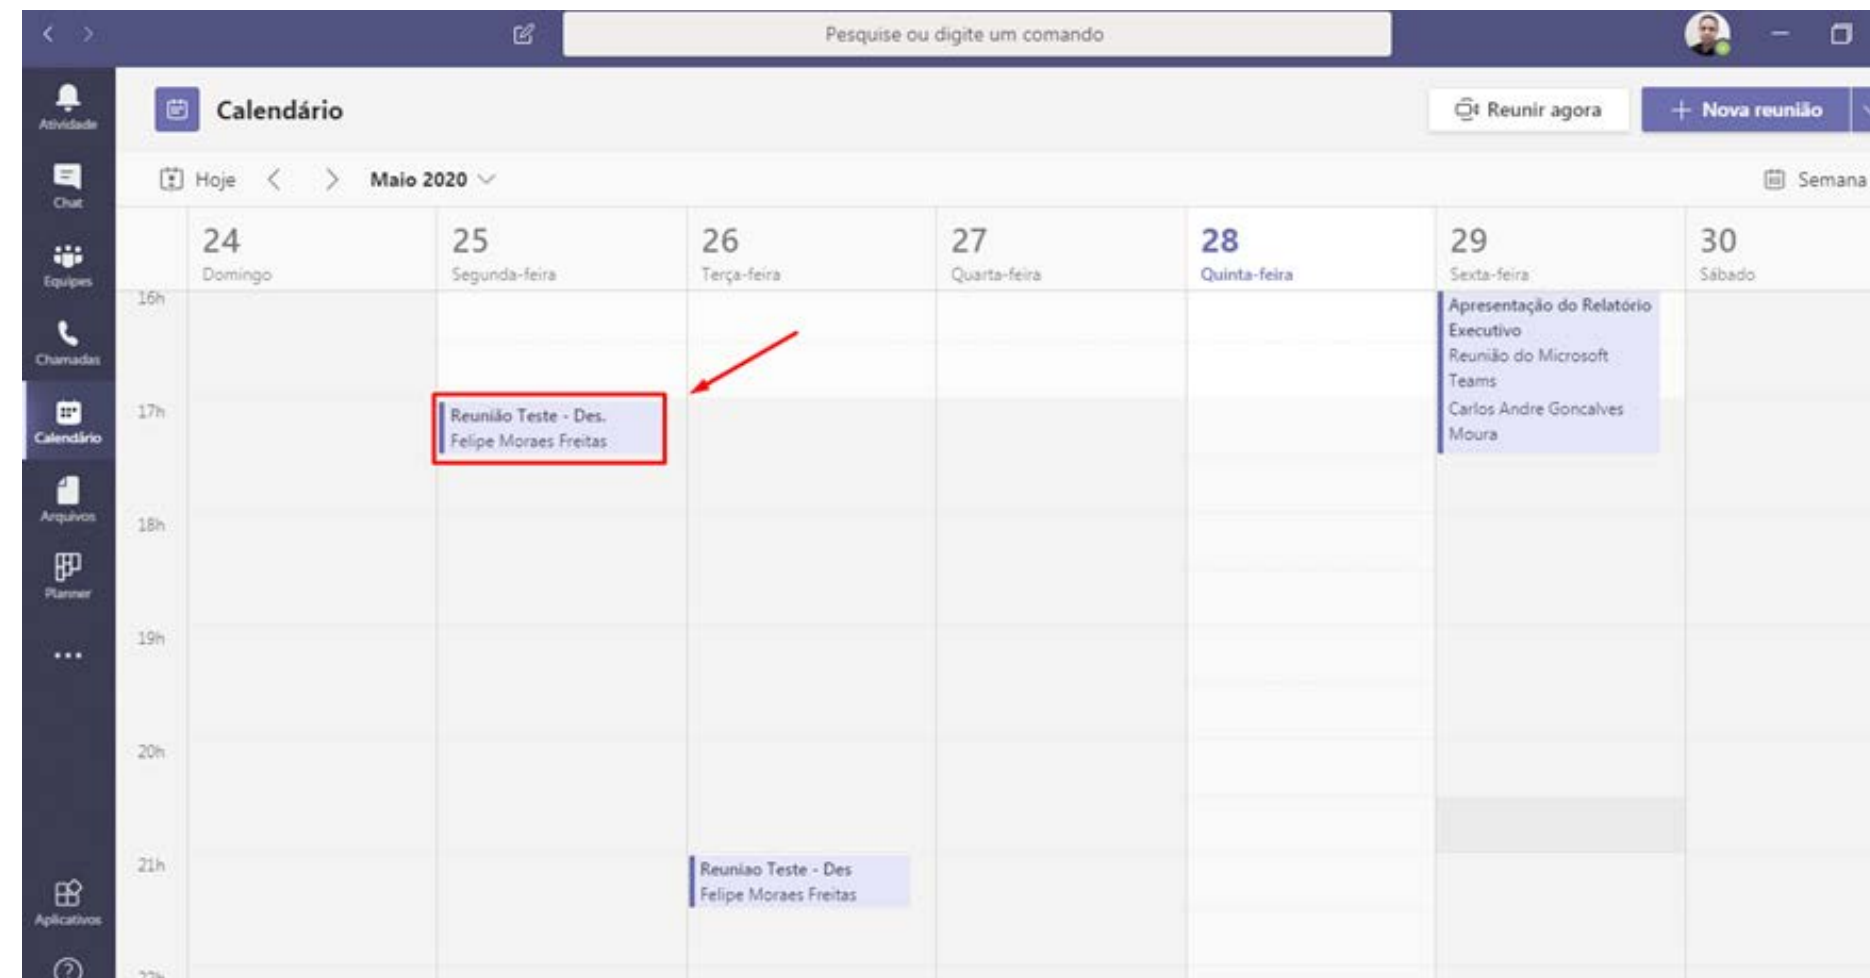 Pesquise ou digite um comando
Atividade
Chat
Equipes
Chamadas
Calendário
Arquivos
Planner
Aplicativos
Calendário
Reunir agora
Nova reunião
Hoje
Maio 2020
Semana
24
Domingo
25
Segunda-feira
26
Terça-feira
27
Quarta-feira
28
Quinta-feira
29
Sexta-feira
30
Sábado
16h
Apresentação do Relatório
Executivo
Reunião do Microsoft
Teams
Carlos Andre Goncalves
Moura
17h
Reunião Teste - Des.
Felipe Moraes Freitas
18h
19h
20h
21h
Reuniao Teste - Des
Felipe Moraes Freitas